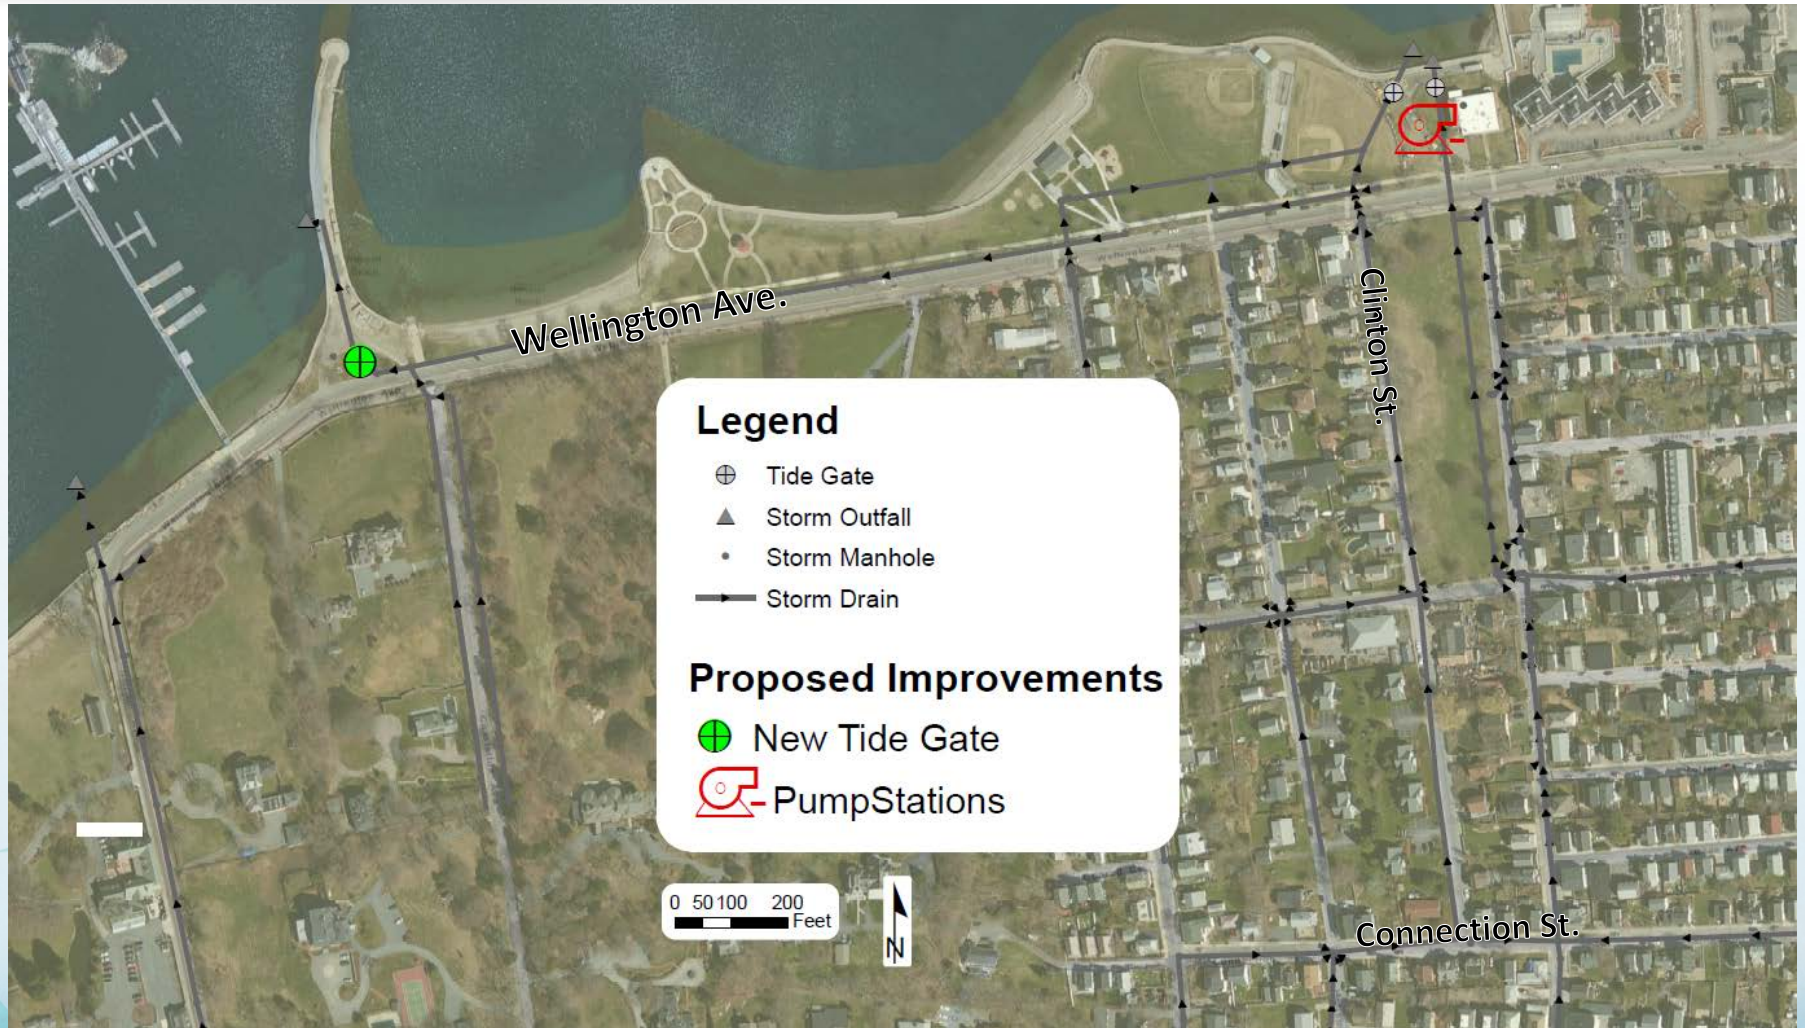 Wellington Ave.
Clinton St.
Legend
Tide Gate
Storm Outfall
Storm Manhole
Storm Drain
Proposed Improvements
New Tide Gate
PumpStations
0 50 100 200
Feet
N
Connection St.